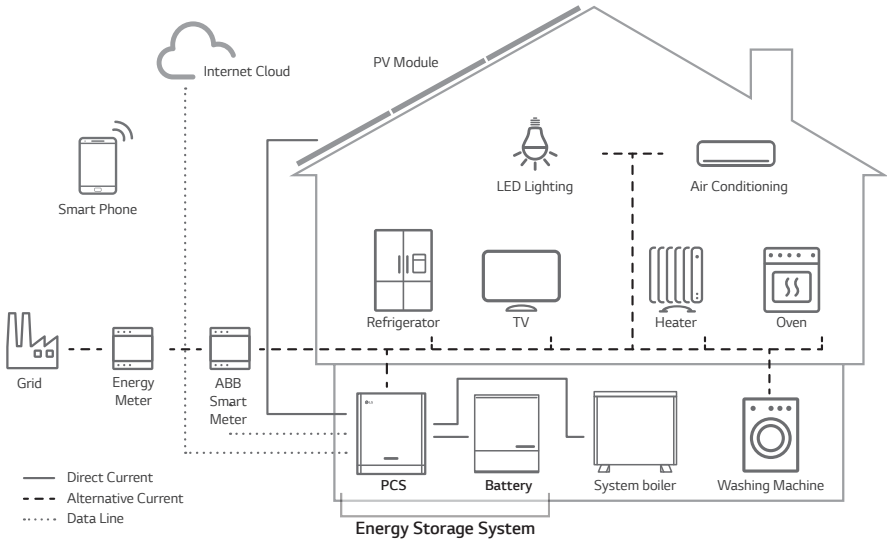 Internet Cloud
PV Module
Smart Phone
LED Lighting
Air Conditioning
Refrigerator
TV
Heater
Oven
Grid
Energy
Meter
ABB
Smart
Meter
PCS
Battery
System boiler
Washing Machine
Direct Current
Alternative Current
Data Line
Energy Storage System